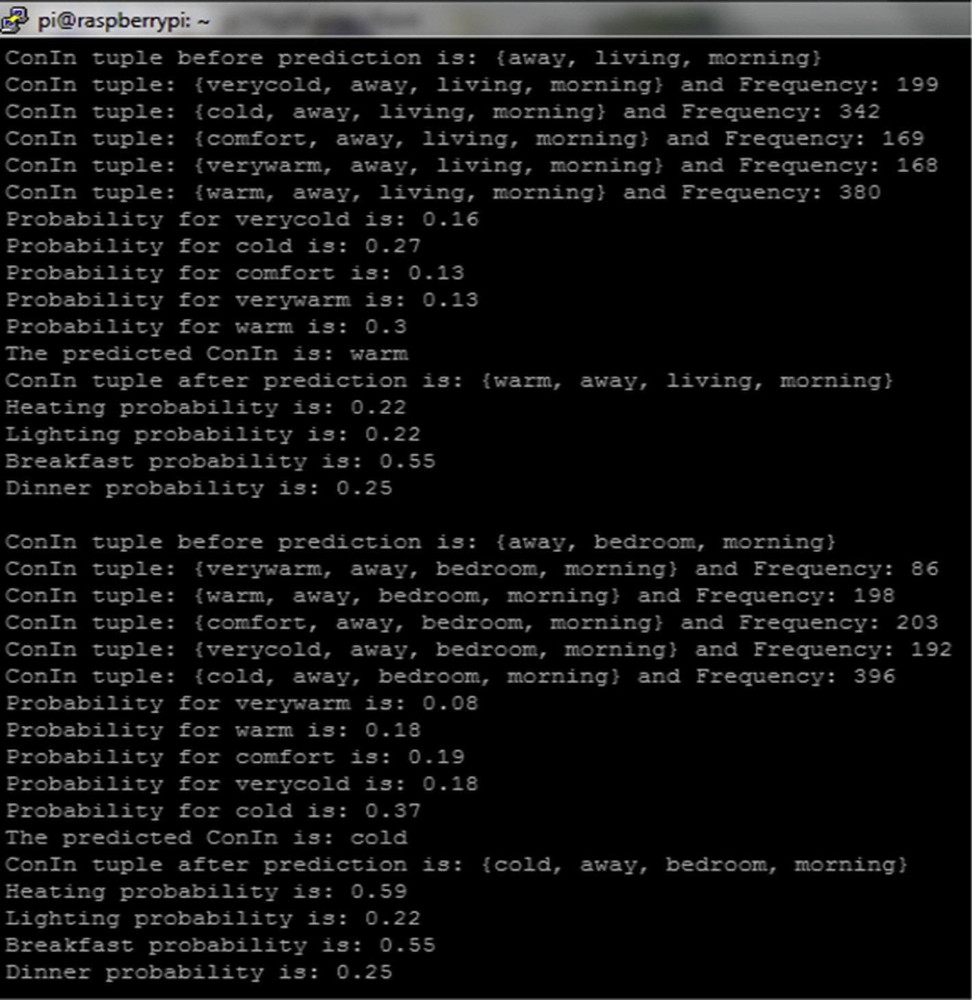 pi@raspberrypi: ~
ConIn tuple before prediction is: {away, living, morning}
ConIn tuple: {verycold, away, living, morning} and Frequency: 199
ConIn tuple: {cold, away, living, morning} and Frequency: 342
ConIn tuple: {comfort, away, living, morning} and Frequency: 169
ConIn tuple: {verywarm, away, living, morning} and Frequency: 168
ConIn tuple: {warm, away, living, morning} and Frequency: 380
Probability for verycold is: 0.16
Probability for cold is: 0.27
Probability for comfort is: 0.13
Probability for verywarm is: 0.13
Probability for warm is: 0.3
The predicted ConIn is: warm
ConIn tuple after prediction is: {warm, away, living, morning}
Heating probability is: 0.22
Lighting probability is: 0.22
Breakfast probability is: 0.55
Dinner probability is: 0.25
ConIn tuple before prediction is: {away, bedroom, morning}
ConIn tuple: {verywarm, away, bedroom, morning} and Frequency: 86
ConIn tuple: {warm, away, bedroom, morning} and Frequency: 198
ConIn tuple: {comfort, away, bedroom, morning} and Frequency: 203
ConIn tuple: {verycold, away, bedroom, morning} and Frequency: 192
ConIn tuple: {cold, away, bedroom, morning} and Frequency: 396
Probability for verywarm is: 0.08
Probability for warm is: 0.18
Probability for comfort is: 0.19
Probability for verycold is: 0.18
Probability for cold is: 0.37
The predicted ConIn is: cold
ConIn tuple after prediction is: {cold, away, bedroom, morning}
Heating probability is: 0.59
Lighting probability is: 0.22
Breakfast probability is: 0.55
Dinner probability is: 0.25